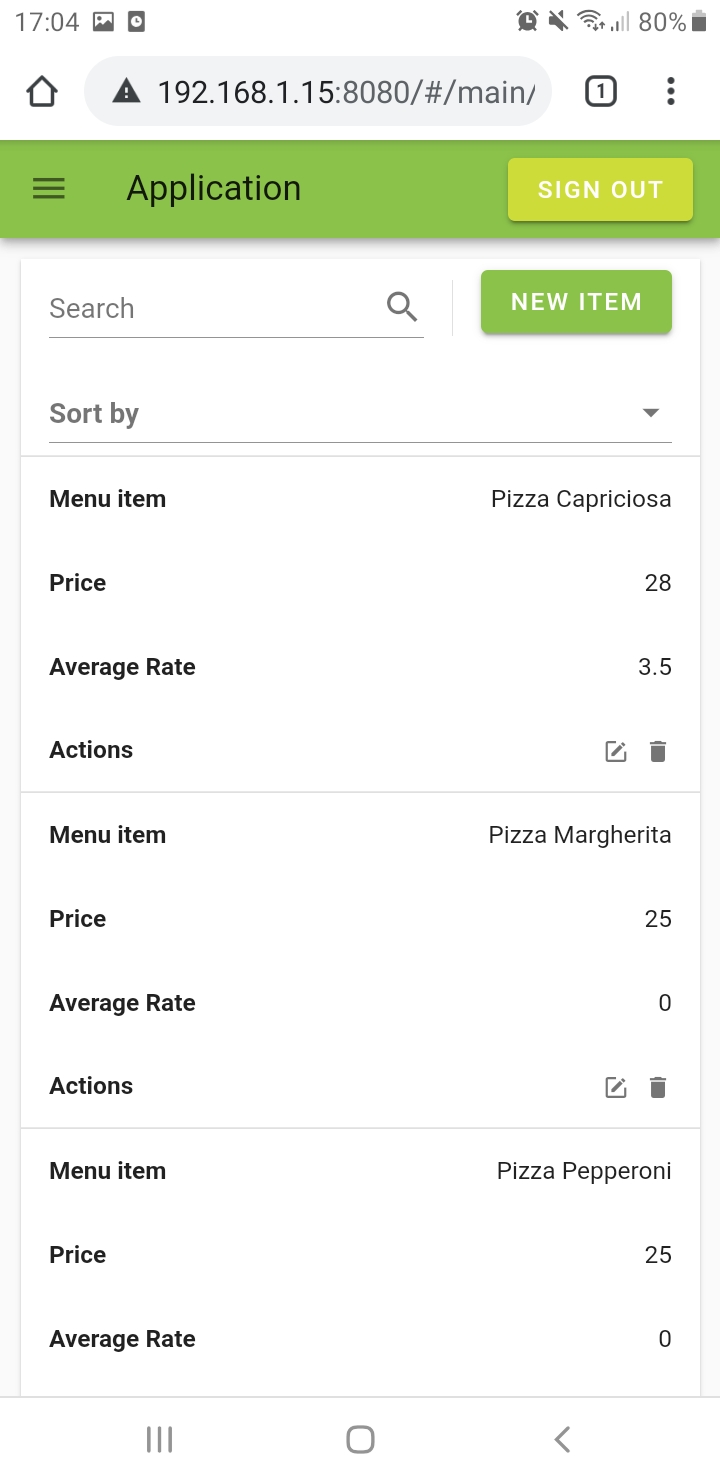 17:04 80%
192.168.1.15:8080/#/main/ 1
Application SIGN OUT
Search NEW ITEM
Sort by
Menu item Pizza Capriciosa
Price 28
Average Rate 3.5
Actions
Menu item Pizza Margherita
Price 25
Average Rate 0
Actions
Menu item Pizza Pepperoni
Price 25
Average Rate 0